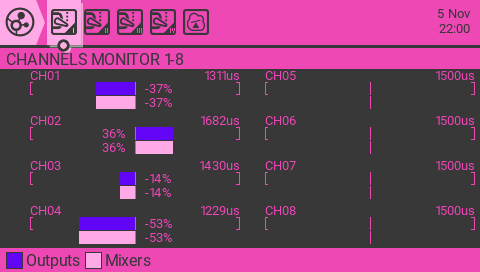 5 Nov
22:00
CHANNELS MONITOR 1-8
CH01 1311us
-37%
-37%
CH02 1682us
36%
36%
CH03 1430us
-14%
-14%
CH04 1229us
-53%
-53%
CH05 1500us
CH06 1500us
CH07 1500us
CH08 1500us
Outputs Mixers